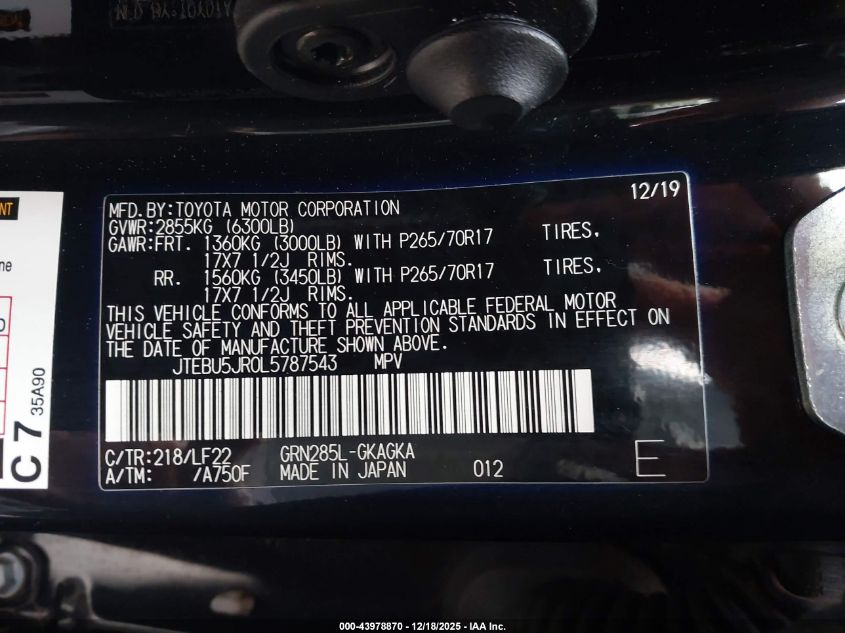 MFD.BY:TOYOTA MOTOR CORPORATION 12/19
GVWR:2855KG (6300LB)
GAWR:FRT. 1360KG (3000LB) WITH P265/70R17 TIRES,
17X7 1/2J RIMS.
RR. 1560KG (3450LB) WITH P265/70R17 TIRES,
17X7 1/2J RIMS.
THIS VEHICLE CONFORMS TO ALL APPLICABLE FEDERAL MOTOR
VEHICLE SAFETY AND THEFT PREVENTION STANDARDS IN EFFECT ON
THE DATE OF MANUFACTURE SHOWN ABOVE.
JTEBU5JR0L5787543 MPV
C/TR:218/LF22 GRN285L-GKAGKA
A/TM: /A750F MADE IN JAPAN 012 E
C7 35A90
000-43978870 - 12/18/2025 - IAA Inc.